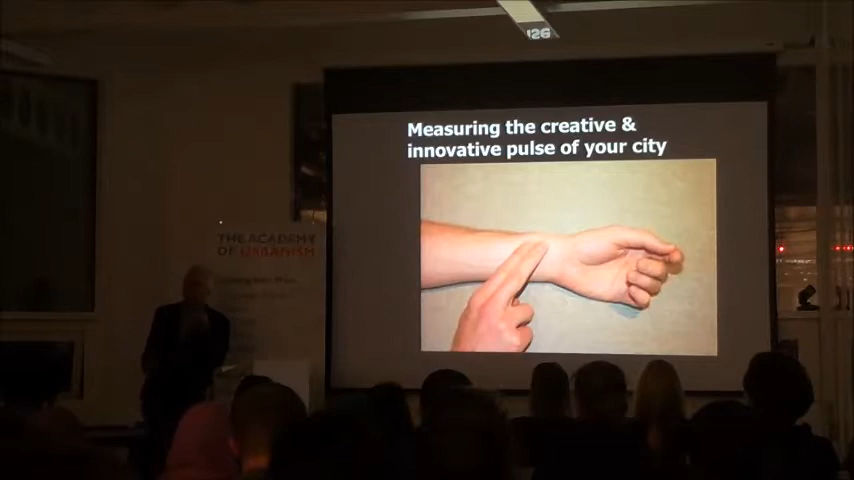 Measuring the creative &
innovative pulse of your city
THE ACADEMY
OF URBANISM